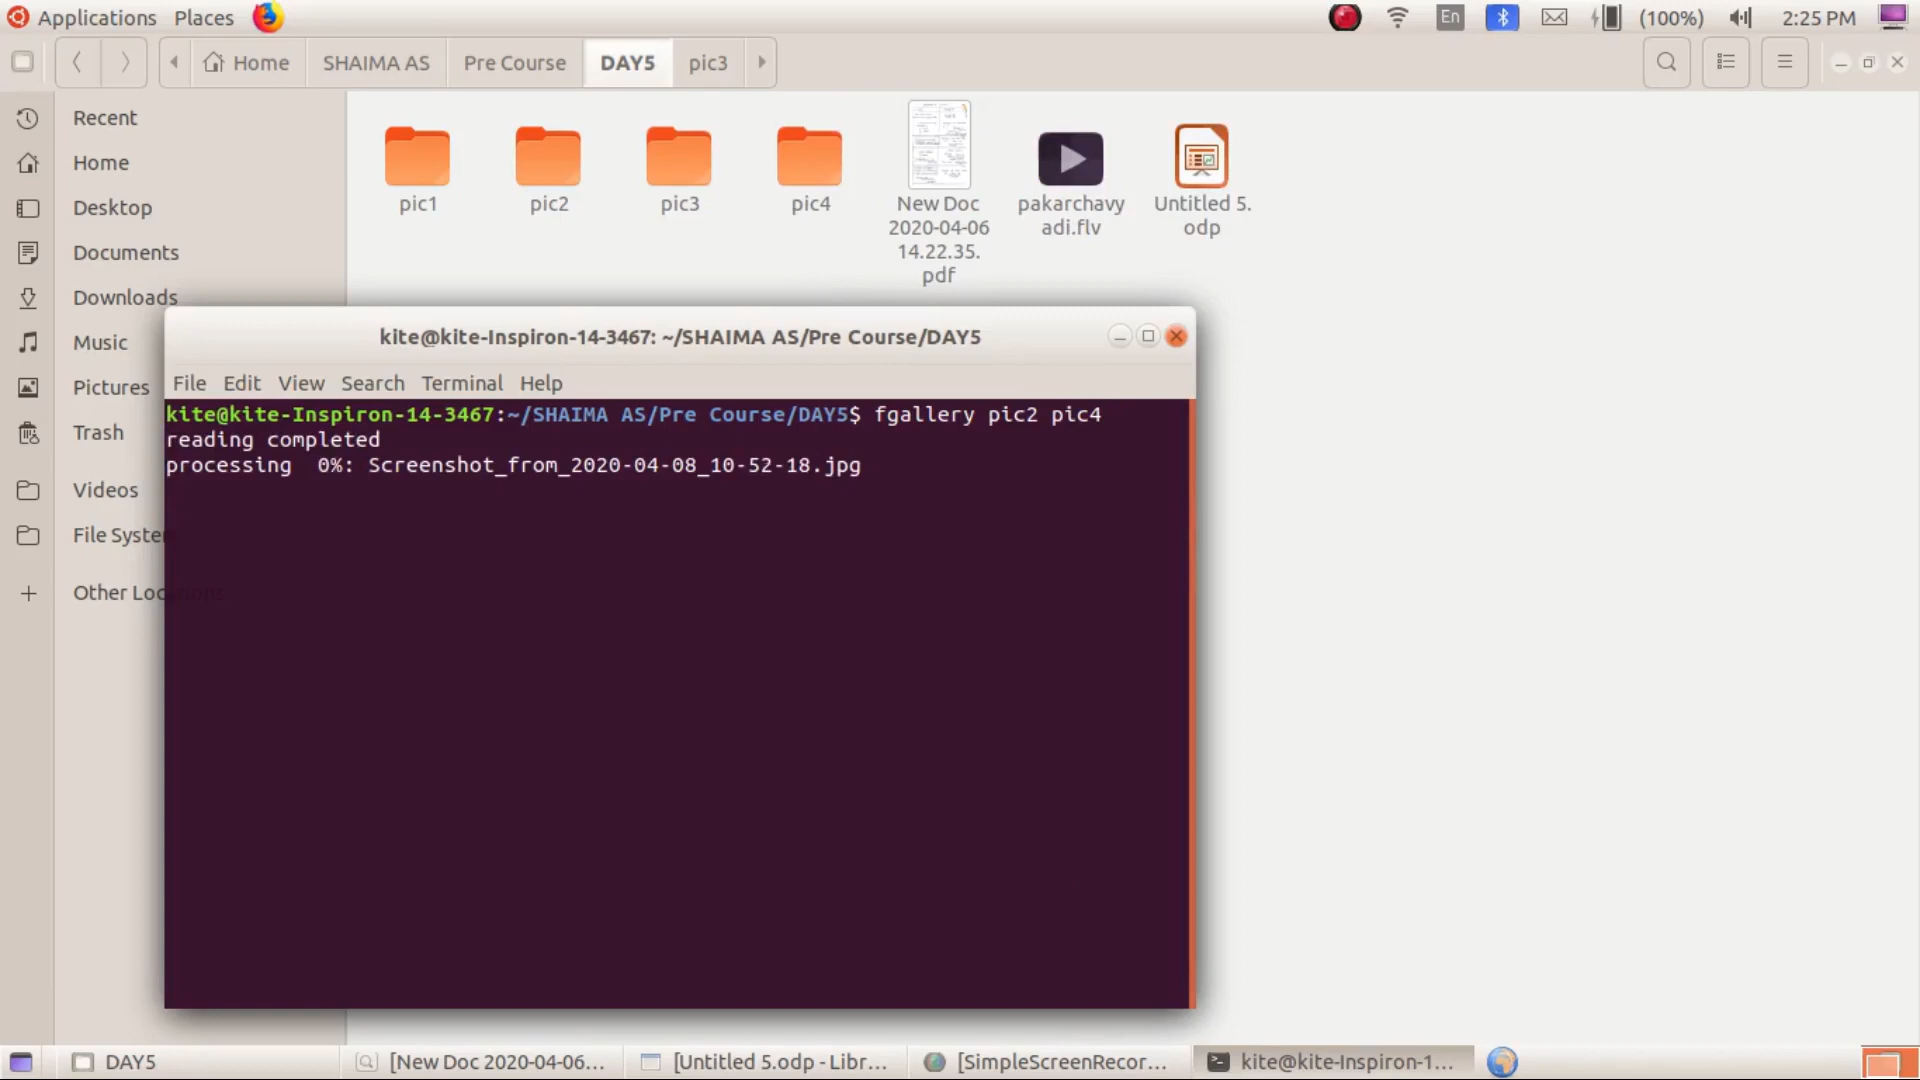 Applications Places En (100%) 2:25 PM
Home SHAIMA AS Pre Course DAY5 pic3
Recent
Home
Desktop
Documents
Downloads
Music
Pictures
Trash
Videos
File System
Other Locations
pic1
pic2
pic3
pic4
New Doc
2020-04-06
14.22.35.
pdf
pakarchavy
adi.flv
Untitled 5.
odp
kite@kite-Inspiron-14-3467: ~/SHAIMA AS/Pre Course/DAY5
File Edit View Search Terminal Help
kite@kite-Inspiron-14-3467:~/SHAIMA AS/Pre Course/DAY5$ fgallery pic2 pic4
reading completed
processing  0%: Screenshot_from_2020-04-08_10-52-18.jpg
DAY5 [New Doc 2020-04-06... [Untitled 5.odp - Libr... [SimpleScreenRecor... kite@kite-Inspiron-1...